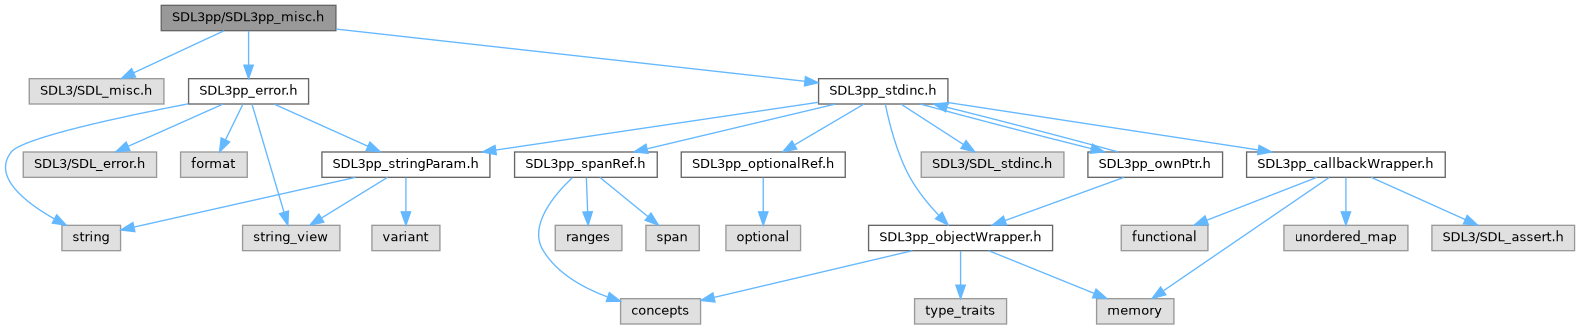 SDL3pp/SDL3pp_misc.h
SDL3/SDL_misc.h
SDL3pp_error.h
SDL3pp_stdinc.h
SDL3/SDL_error.h
format
SDL3pp_stringParam.h
SDL3pp_spanRef.h
SDL3pp_optionalRef.h
SDL3/SDL_stdinc.h
SDL3pp_ownPtr.h
SDL3pp_callbackWrapper.h
string
string_view
variant
ranges
span
optional
SDL3pp_objectWrapper.h
functional
unordered_map
SDL3/SDL_assert.h
concepts
type_traits
memory